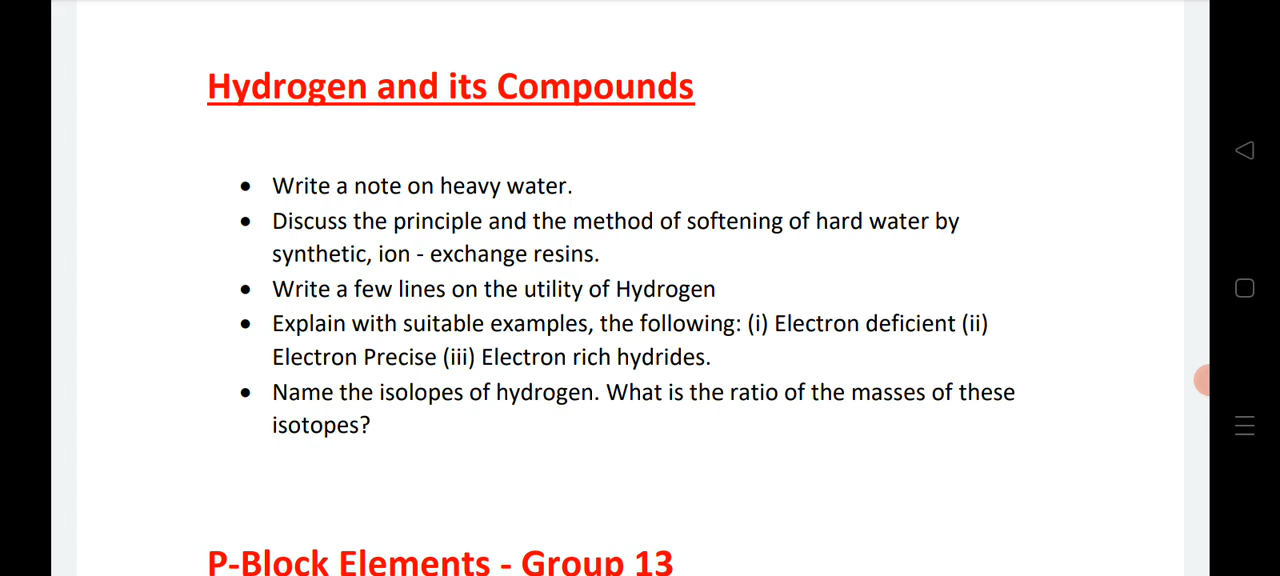 Hydrogen and its Compounds
• Write a note on heavy water.
• Discuss the principle and the method of softening of hard water by
synthetic, ion - exchange resins.
• Write a few lines on the utility of Hydrogen
• Explain with suitable examples, the following: (i) Electron deficient (ii)
Electron Precise (iii) Electron rich hydrides.
• Name the isolopes of hydrogen. What is the ratio of the masses of these
isotopes?
P-Block Elements - Group 13